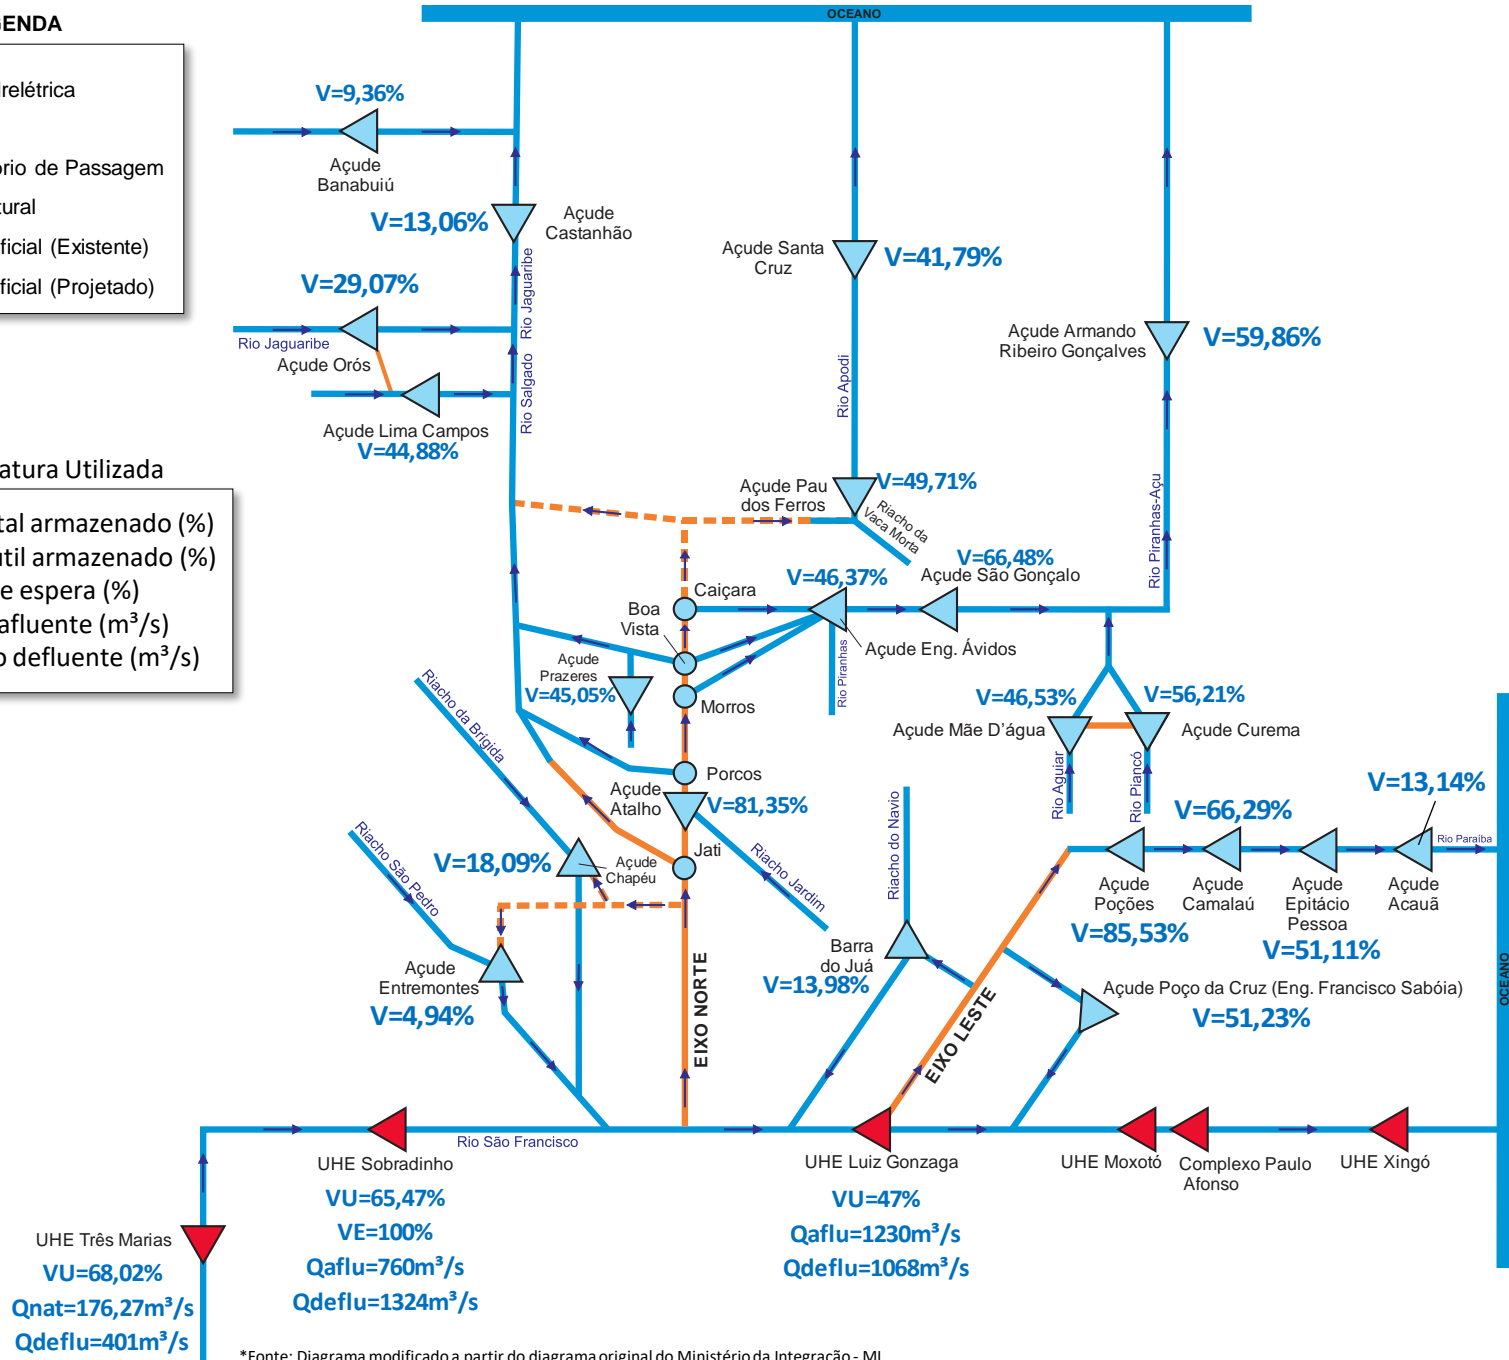 OCEANO
GENDA
relétrica
rio de Passagem
tural
ficial (Existente)
ficial (Projetado)
V=9,36%
Açude
Banabuiú
V=13,06%
Açude
Castanhão
V=29,07%
Rio Jaguaribe
Açude Orós
Rio Jaguaribe
Rio Salgado
Açude Lima Campos
V=44,88%
Açude Santa
Cruz
V=41,79%
Rio Apodi
Açude Armando
Ribeiro Gonçalves
V=59,86%
Rio Piranhas-Açu
atura Utilizada
tal armazenado (%)
útil armazenado (%)
e espera (%)
afluente (m³/s)
o defluente (m³/s)
Açude Pau
dos Ferros
V=49,71%
Riacho da
Vaca Morta
V=66,48%
Açude São Gonçalo
V=46,37%
Caiçara
Boa
Vista
Açude Eng. Ávidos
Rio Piranhas
Açude
Prazeres
V=45,05%
Morros
Riacho da Brígida
V=46,53%
Açude Mãe D’água
V=56,21%
Açude Curema
Rio Aguiar
Rio Piancó
Porcos
Açude
Atalho
V=81,35%
Jati
Riacho Jardim
Riacho do Navio
V=13,14%
V=66,29%
Rio Paraíba
Riacho São Pedro
V=18,09%
Açude
Chapéu
Açude
Poções
V=85,53%
Açude
Camalaú
Açude
Epitácio
Pessoa
V=51,11%
Açude
Acauã
Açude
Entremontes
V=4,94%
EIXO NORTE
Barra
do Juá
V=13,98%
EIXO LESTE
Açude Poço da Cruz (Eng. Francisco Sabóia)
V=51,23%
OCEANO
Rio São Francisco
UHE Sobradinho
VU=65,47%
VE=100%
Qaflu=760m³/s
Qdeflu=1324m³/s
UHE Luiz Gonzaga
VU=47%
Qaflu=1230m³/s
Qdeflu=1068m³/s
UHE Moxotó
Complexo Paulo
Afonso
UHE Xingó
UHE Três Marias
VU=68,02%
Qnat=176,27m³/s
Qdeflu=401m³/s
*Fonte: Diagrama modificado a partir do diagrama original do Ministério da Integração - MI